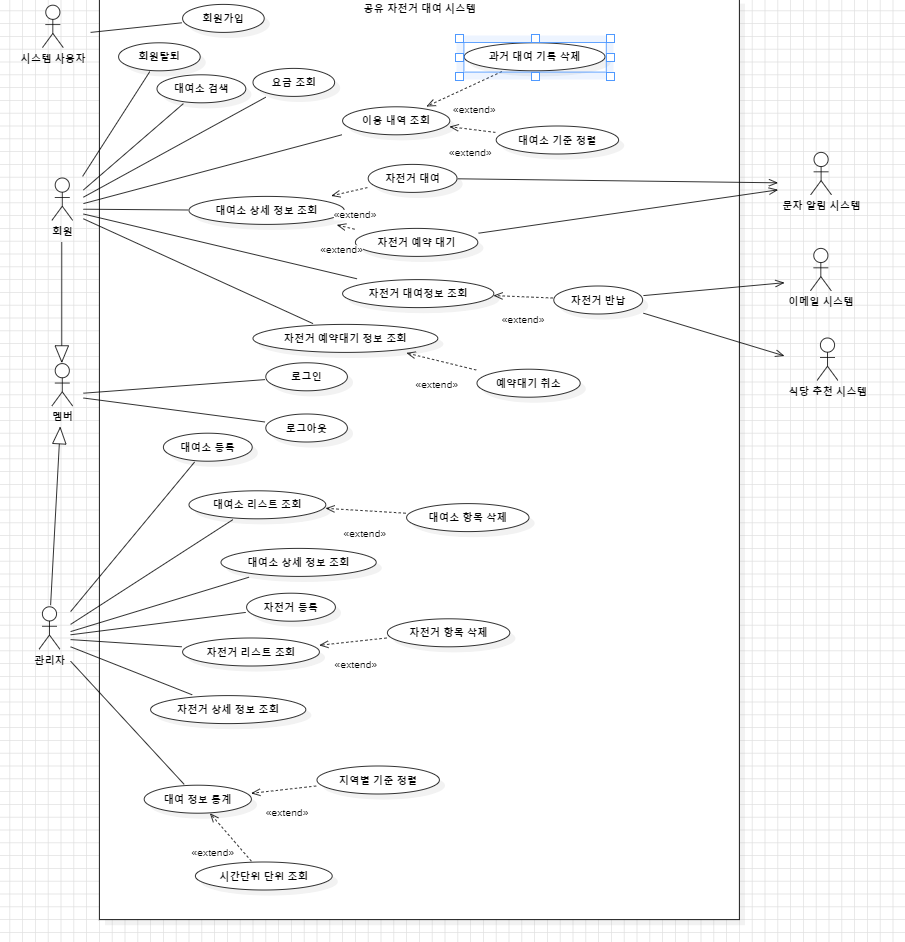 공유 자전거 대여 시스템
회원가입
시스템 사용자
회원탈퇴
과거 대여 기록 삭제
요금 조회
대여소 검색
«extend»
이용 내역 조회
대여소 기준 정렬
«extend»
자전거 대여
문자 알림 시스템
대여소 상세 정보 조회
«extend»
회원
자전거 예약 대기
«extend»
자전거 대여정보 조회
자전거 반납
이메일 시스템
«extend»
자전거 예약대기 정보 조회
로그인
«extend»
예약대기 취소
식당 추천 시스템
멤버
로그아웃
대여소 등록
대여소 리스트 조회
대여소 항목 삭제
«extend»
대여소 상세 정보 조회
자전거 등록
자전거 항목 삭제
자전거 리스트 조회
관리자
«extend»
자전거 상세 정보 조회
지역별 기준 정렬
대여 정보 통계
«extend»
«extend»
시간단위 단위 조회